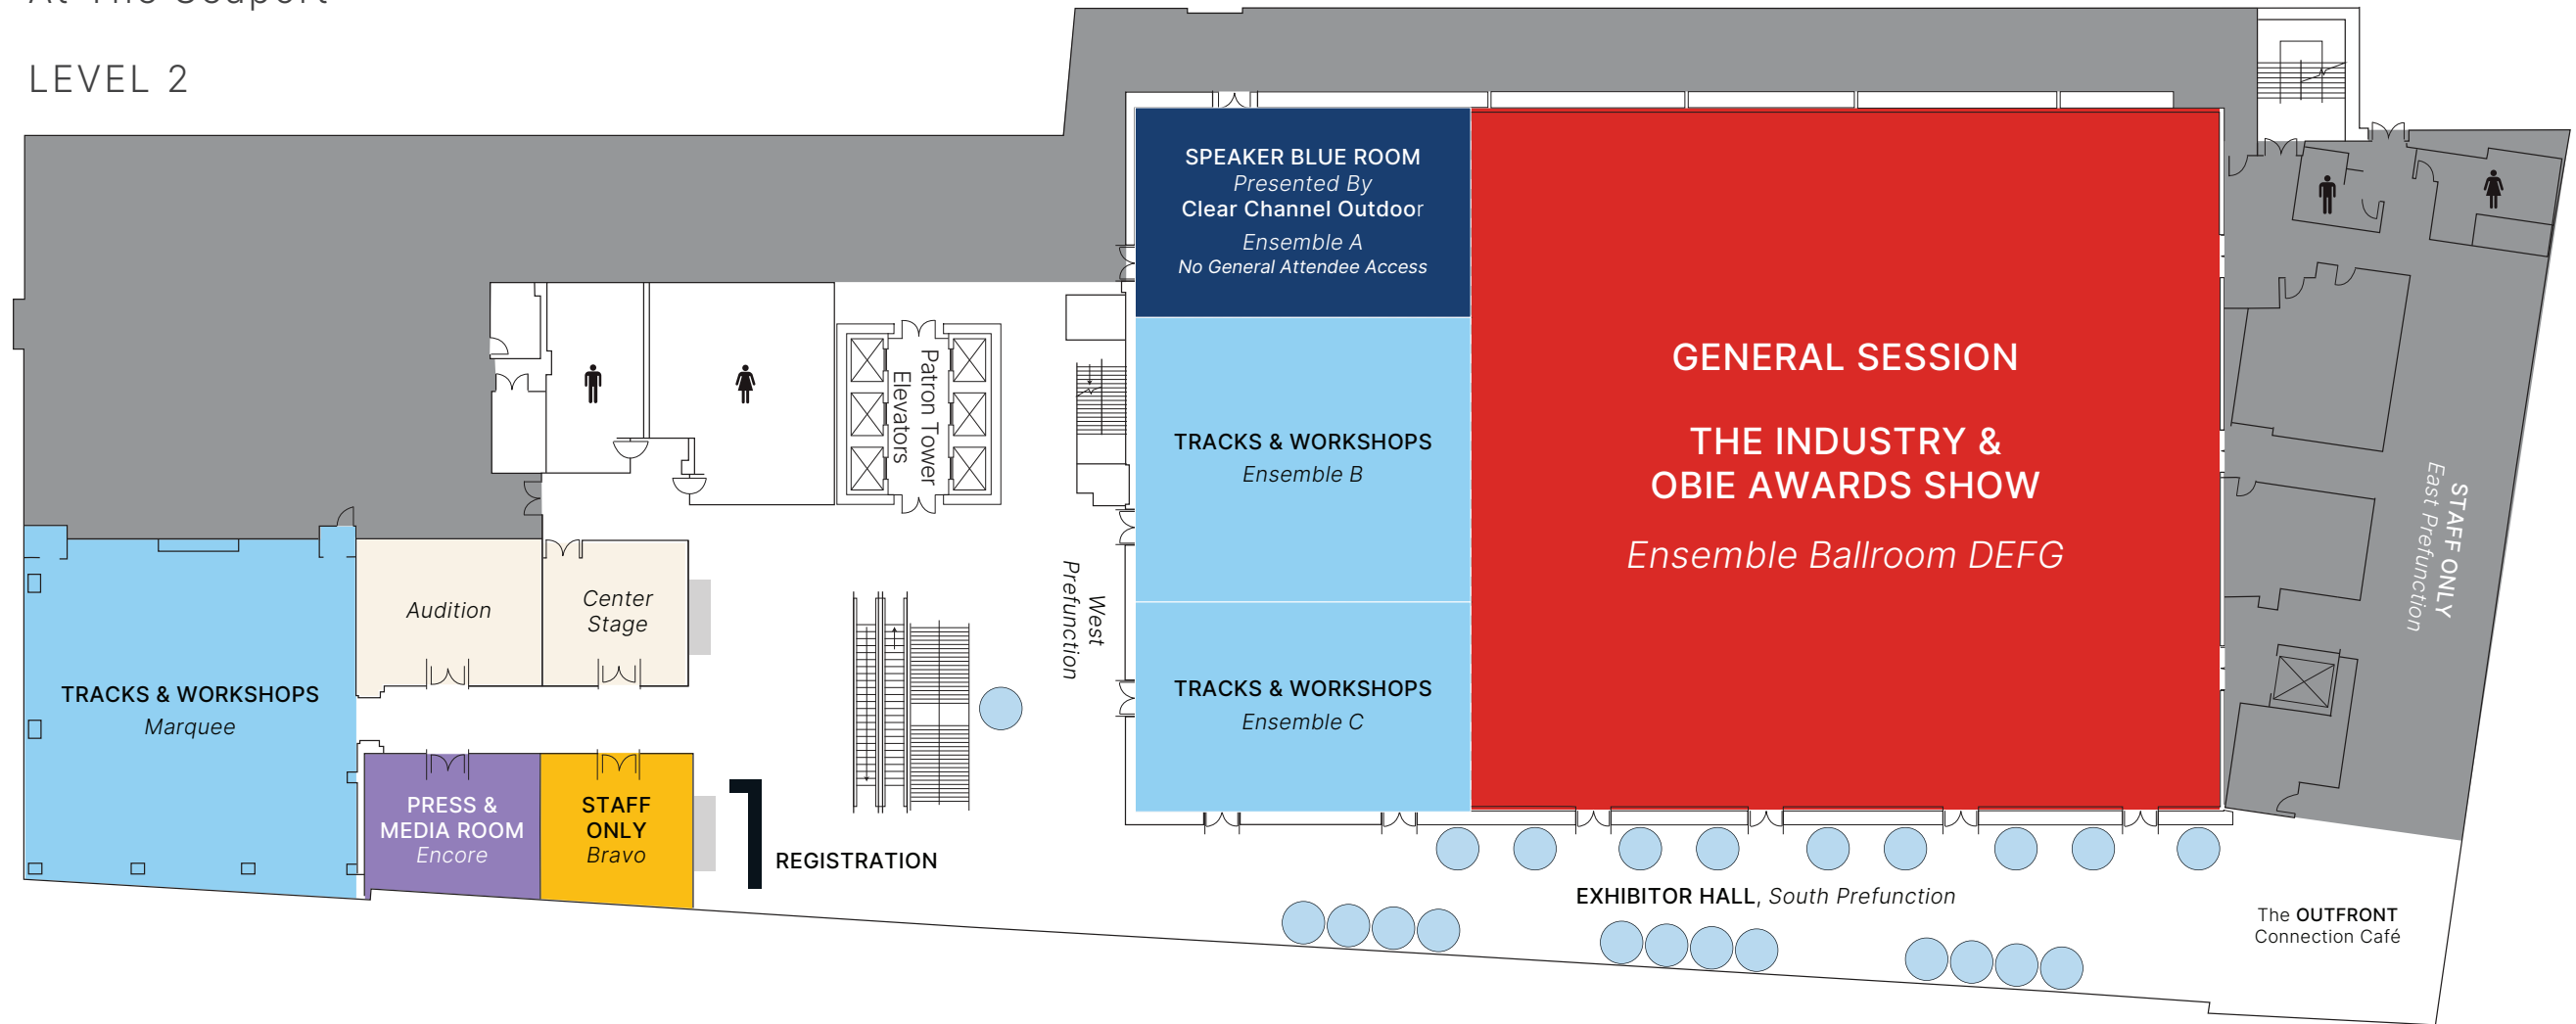 At The Seaport
LEVEL 2
SPEAKER BLUE ROOM
Presented By
Clear Channel Outdoor
Ensemble A
No General Attendee Access
GENERAL SESSION
THE INDUSTRY &
OBIE AWARDS SHOW
Ensemble Ballroom DEFG
TRACKS & WORKSHOPS
Ensemble B
Patron Tower
Elevators
STAFF ONLY
East Prefunction
West
Prefunction
Audition
Center
Stage
TRACKS & WORKSHOPS
Marquee
TRACKS & WORKSHOPS
Ensemble C
PRESS &
MEDIA ROOM
Encore
STAFF
ONLY
Bravo
REGISTRATION
EXHIBITOR HALL, South Prefunction
The OUTFRONT
Connection Café